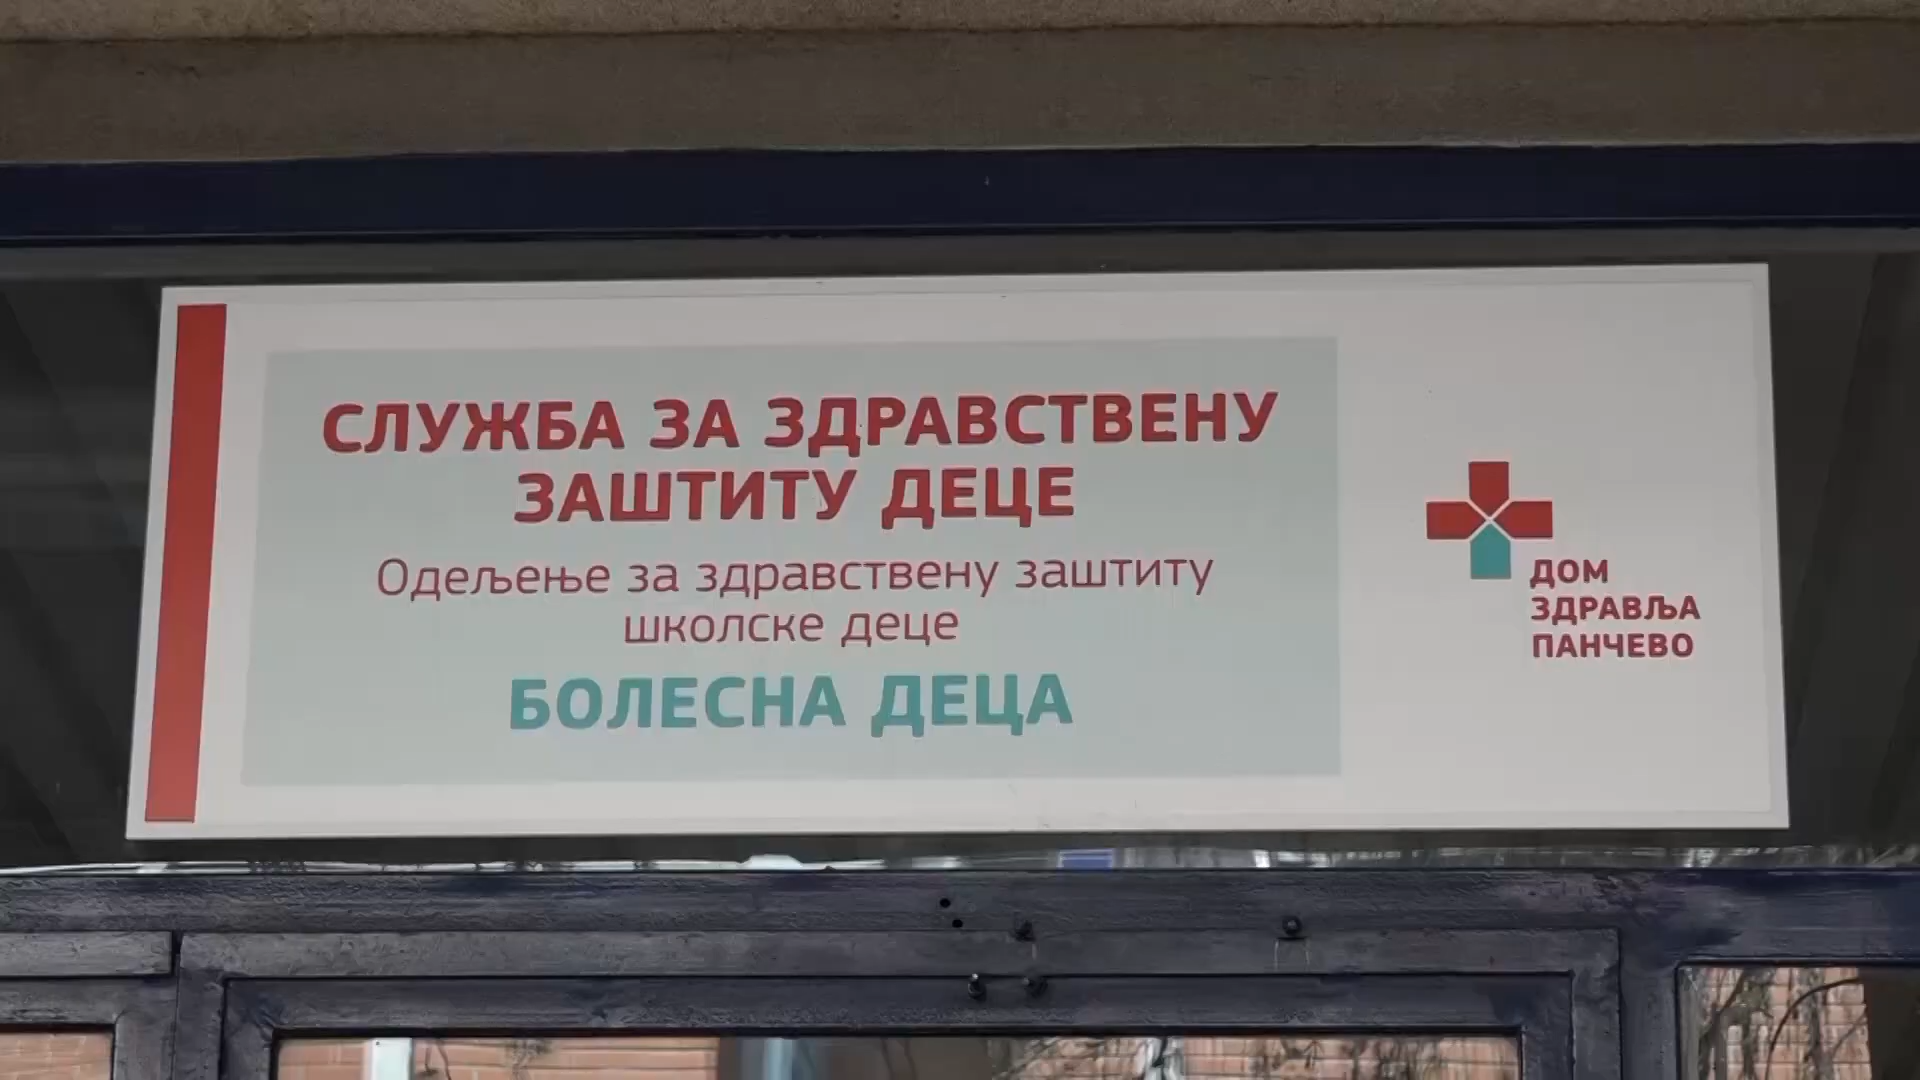 СЛУЖБА ЗА ЗДРАВСТВЕНУ
ЗАШТИТУ ДЕЦЕ
Одељење за здравствену заштиту
школске деце
БОЛЕСНА ДЕЦА
ДОМ
ЗДРАВЉА
ПАНЧЕВО